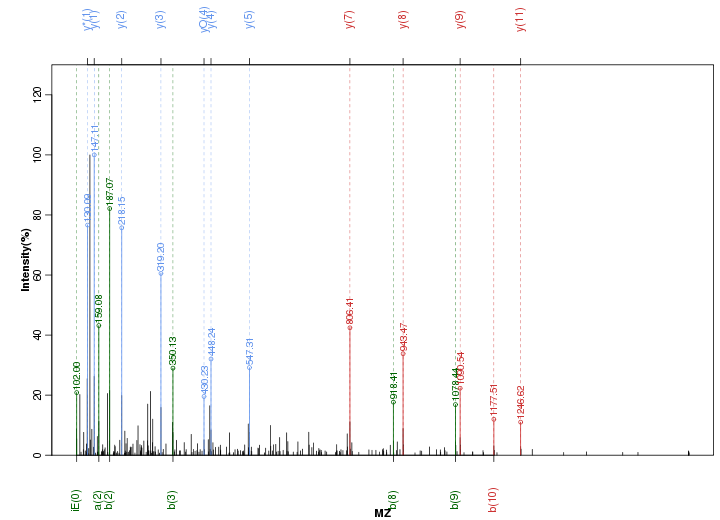 y*(1)
y(1)
y(2)
y(3)
yO(4)
y(4)
y(5)
y(7)
y(8)
y(9)
y(11)
Intensity(%)
0
20
40
60
80
100
120
102.00
130.09
147.11
159.08
187.07
218.15
319.20
350.13
430.23
448.24
547.31
806.41
918.41
943.47
1078.44
1090.54
1177.51
1246.62
iE(0)
a(2)
b(2)
b(3)
b(8)
b(9)
b(10)
MZ